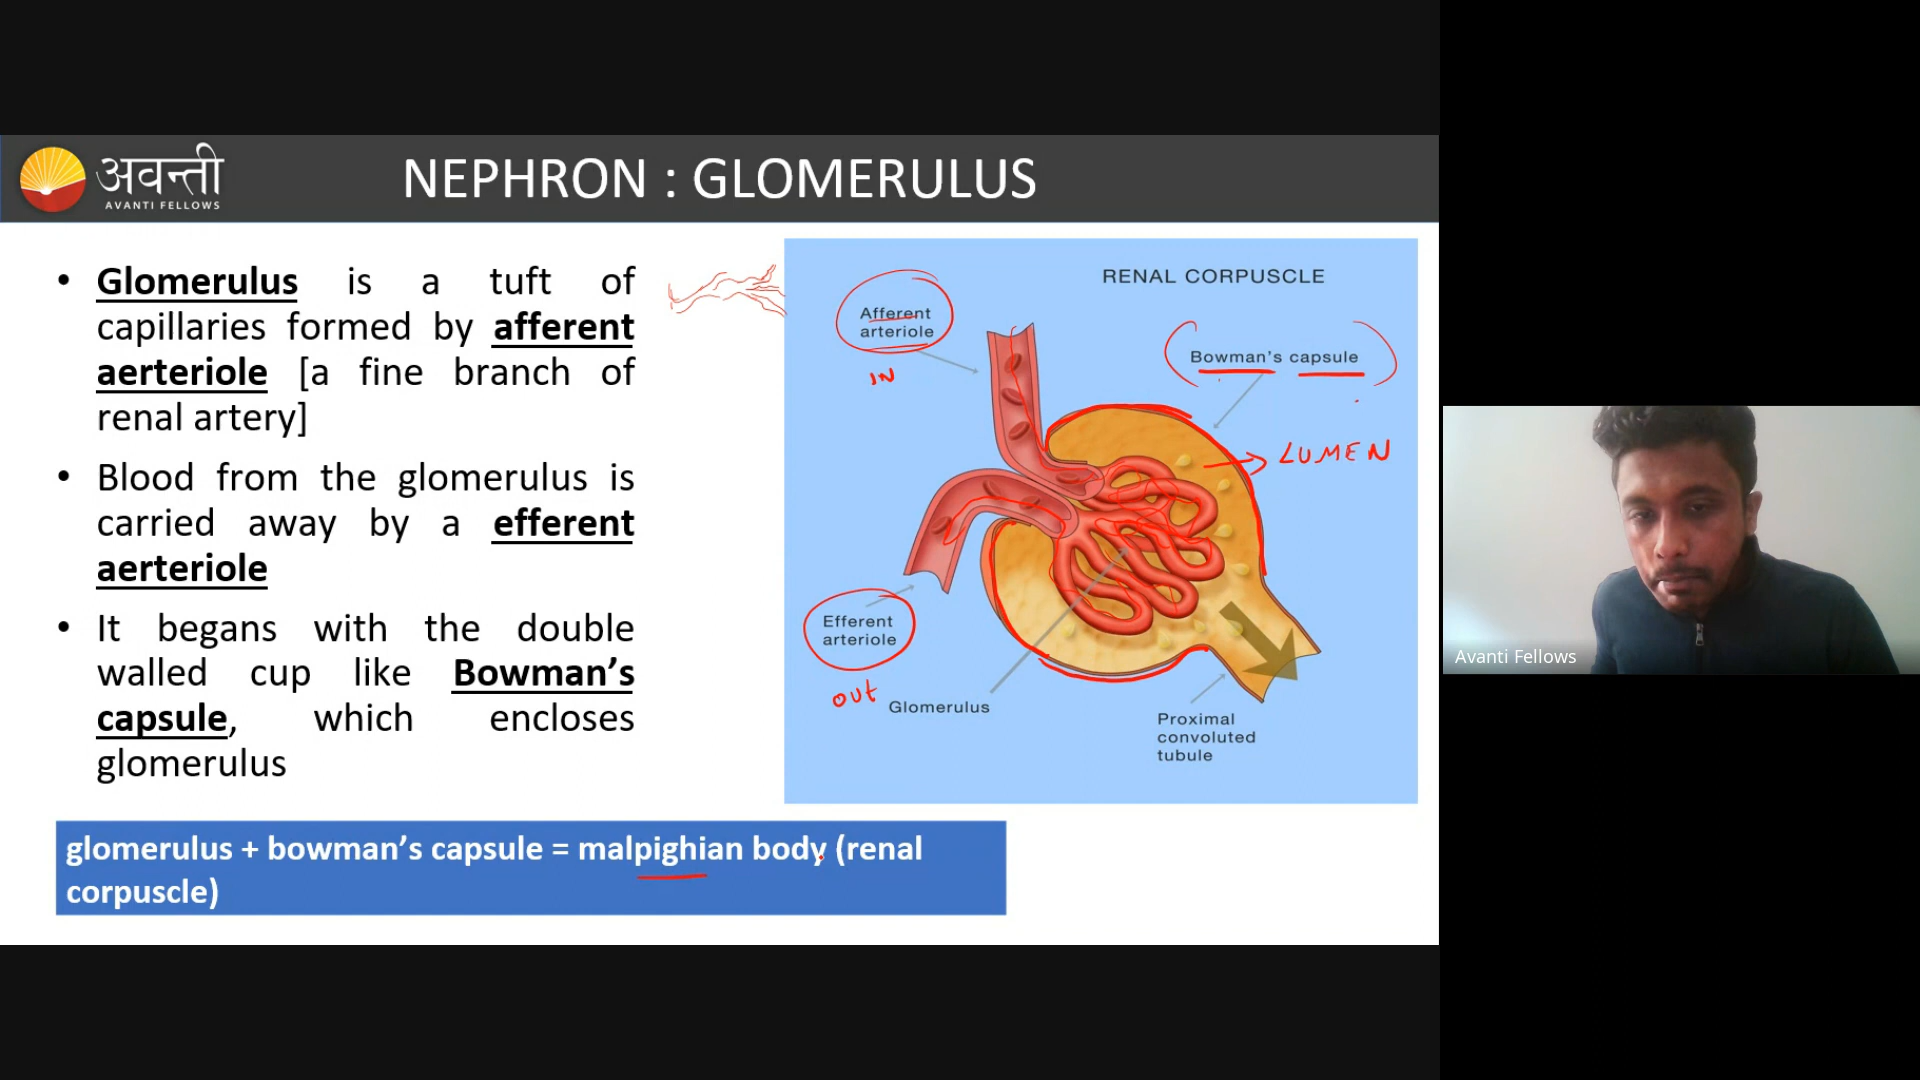 अवन्ती
AVANTI FELLOWS
NEPHRON : GLOMERULUS
• Glomerulus is a tuft of
capillaries formed by afferent
aerteriole [a fine branch of
renal artery]
• Blood from the glomerulus is
carried away by a efferent
aerteriole
• It begans with the double
walled cup like Bowman's
capsule, which encloses
glomerulus
RENAL CORPUSCLE
Afferent
arteriole
IN
Bowman's capsule
LUMEN
Efferent
arteriole
OUT
Glomerulus
Proximal
convoluted
tubule
glomerulus + bowman's capsule = malpighian body (renal
corpuscle)
Avanti Fellows